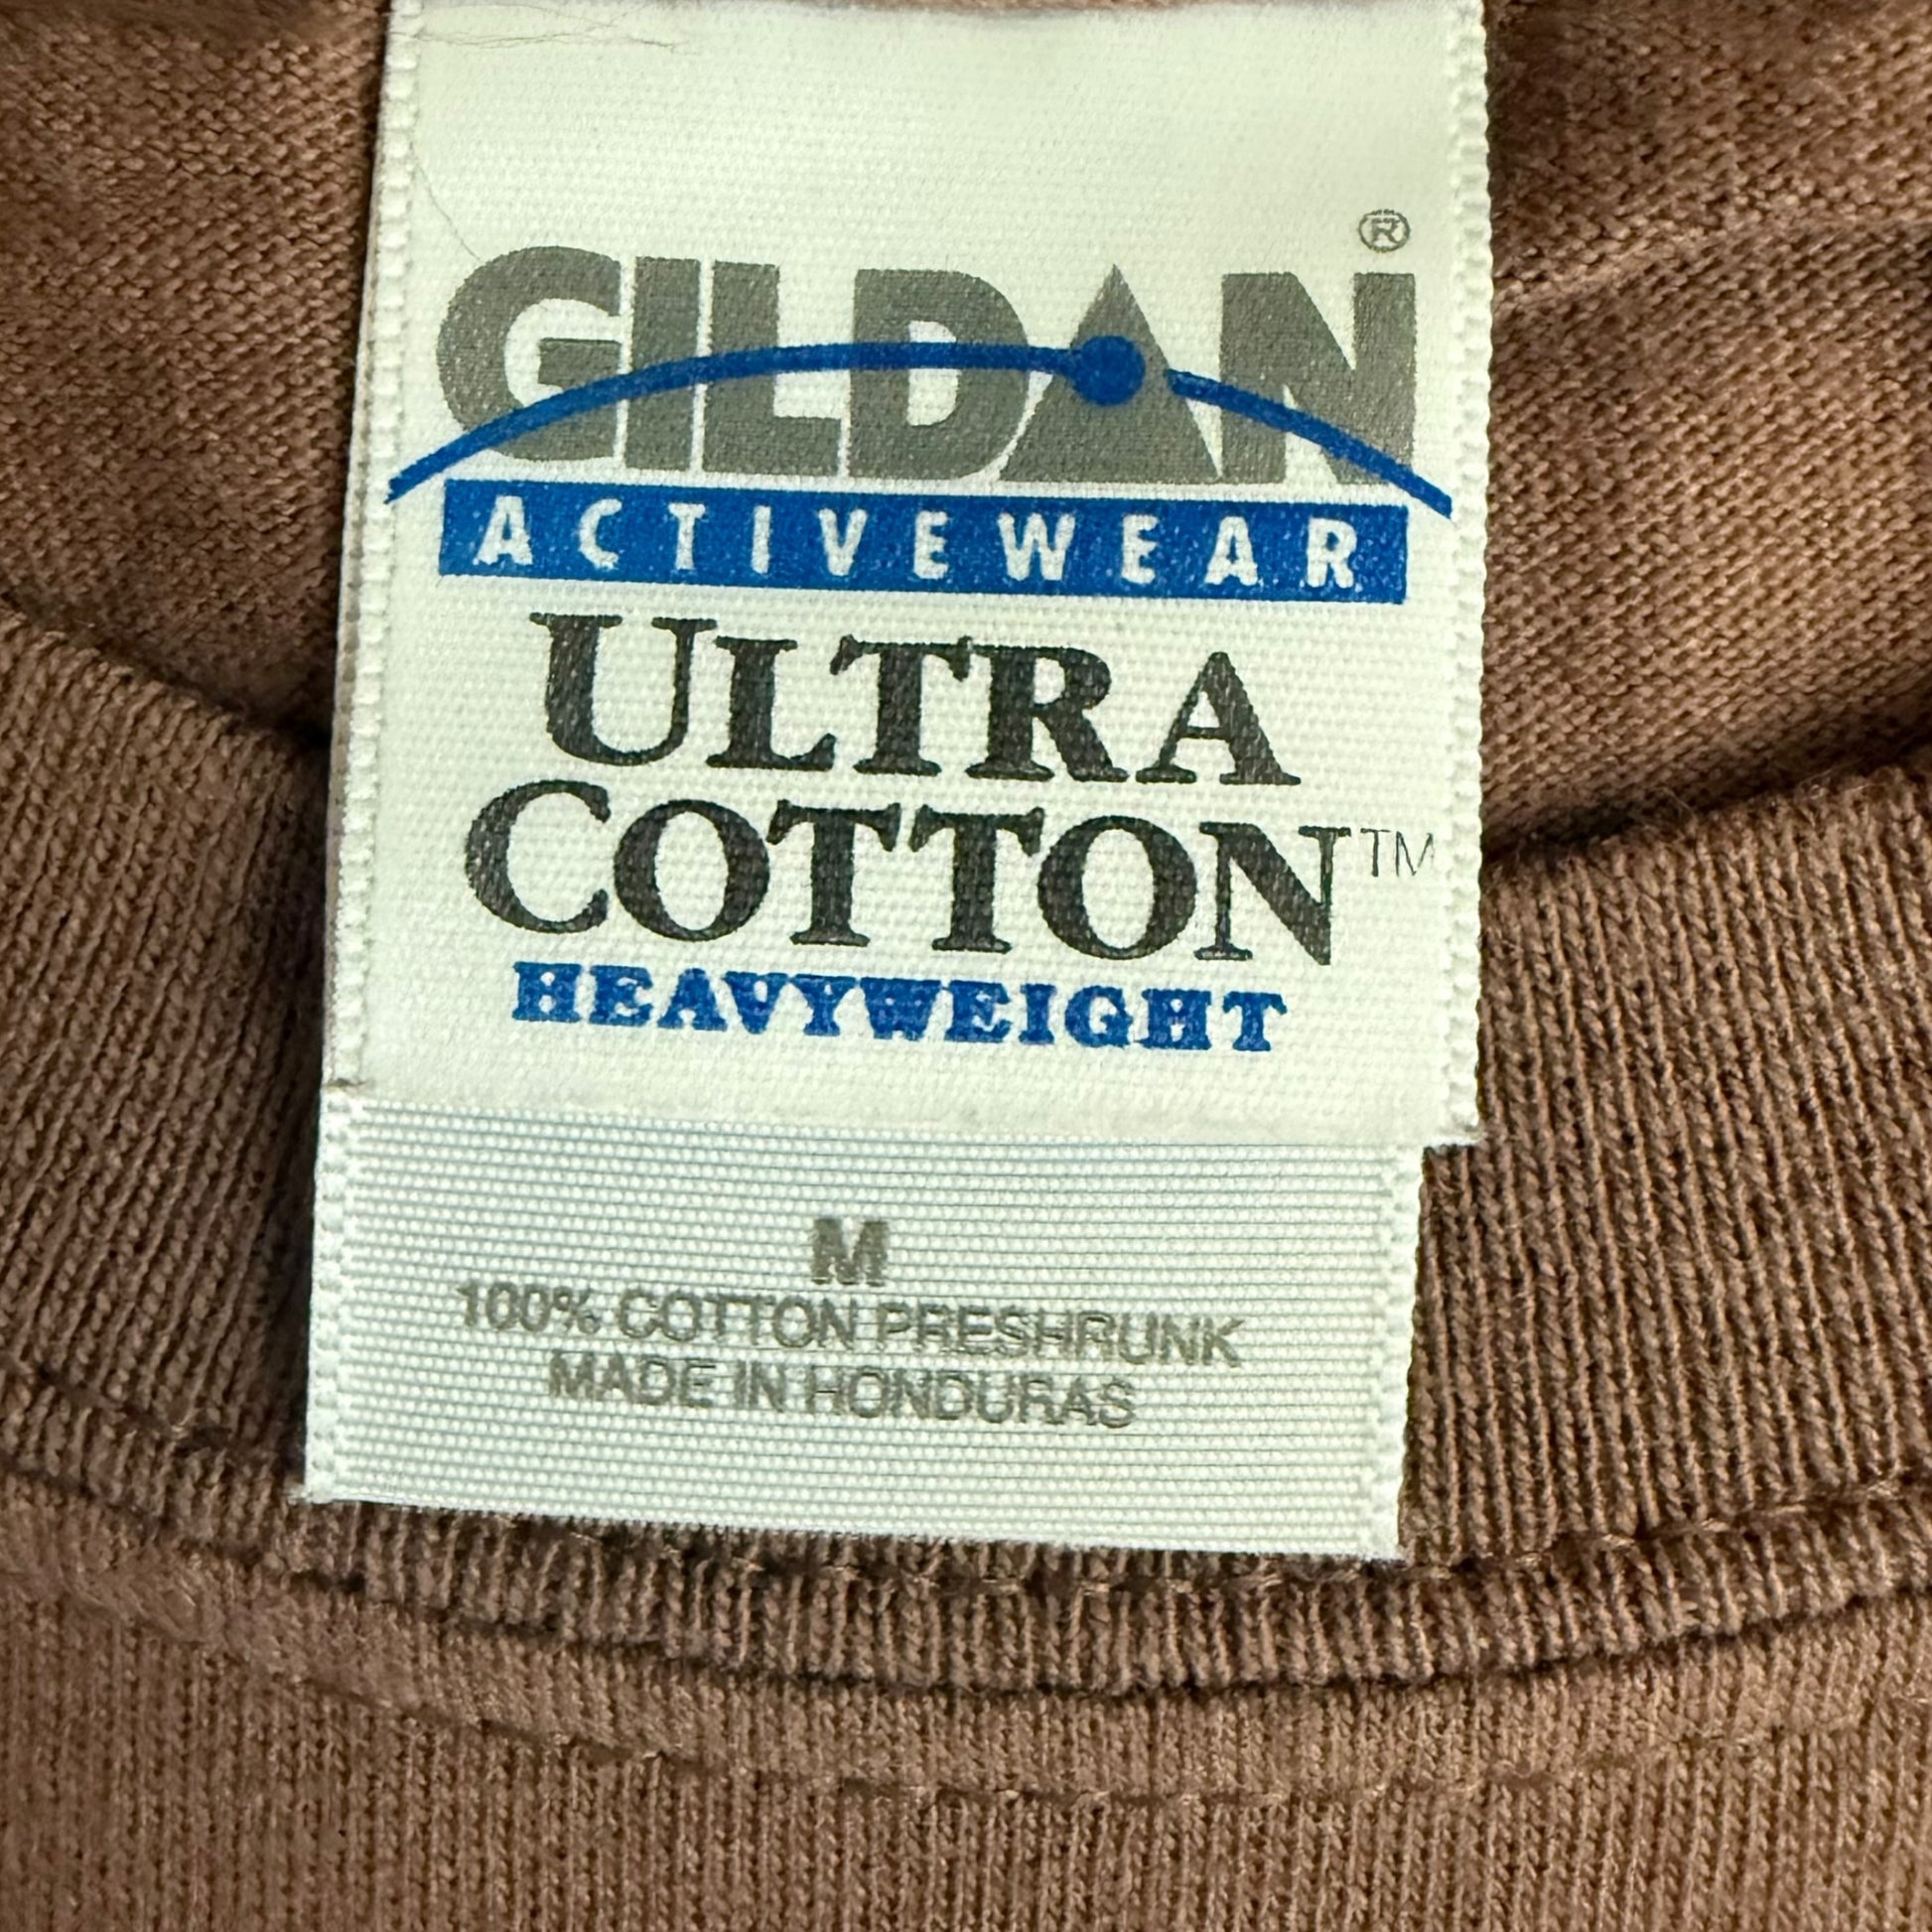 GILDAN®
ACTIVEWEAR
ULTRA
COTTON™
HEAVYWEIGHT
M
100% COTTON PRESHRUNK
MADE IN HONDURAS